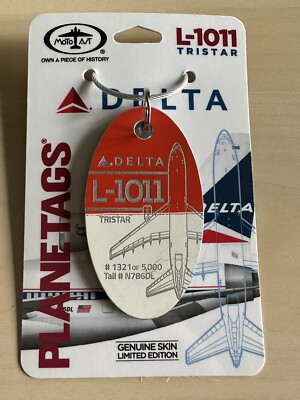 MOTOART
OWN A PIECE OF HISTORY
L-1011
TRISTAR
DELTA
PLANETAGS
DELTA
L-1011
TRISTAR
# 1321 OF 5,000
Tail # N786DL
ELTA
GENUINE SKIN
LIMITED EDITION